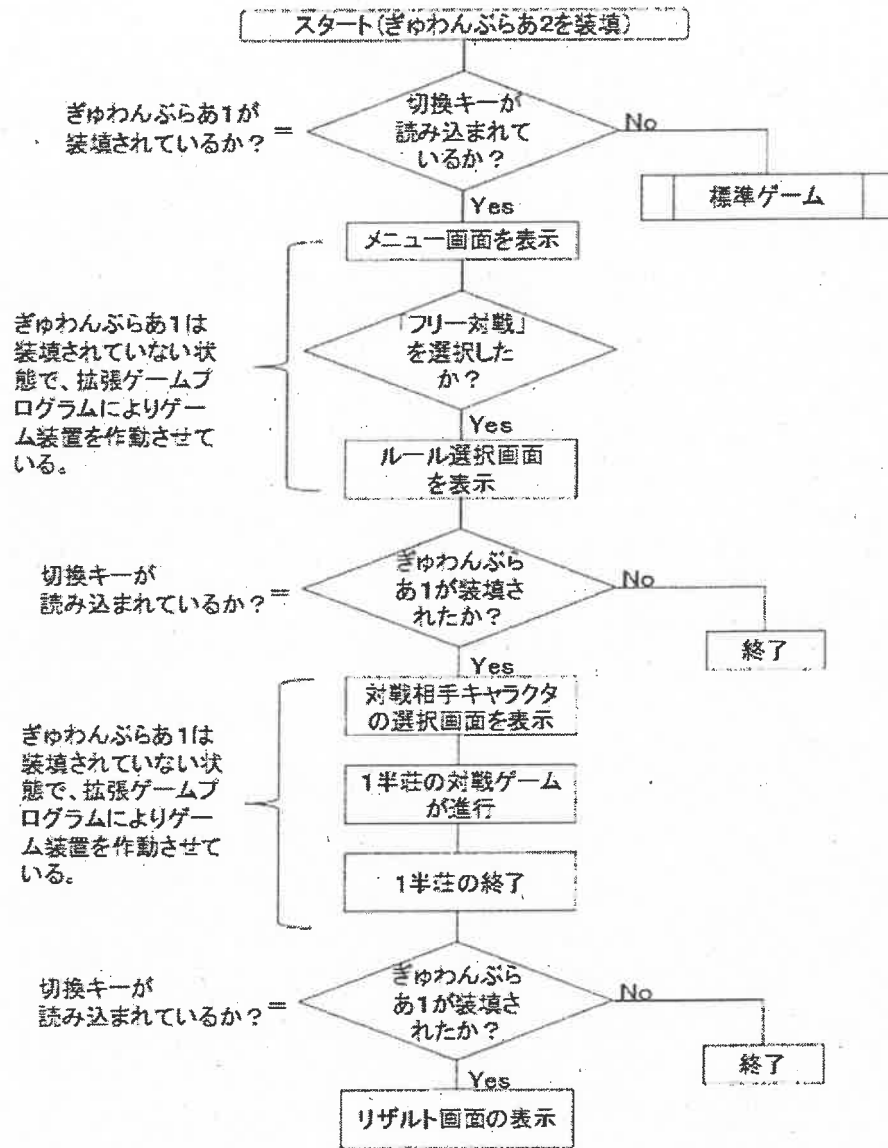 スタート(ぎゅわんぶらあ2を装填)
ぎゅわんぶらあ1が
装填されているか?
=
切換キーが
読み込まれて
いるか?
No
標準ゲーム
Yes
メニュー画面を表示
ぎゅわんぶらあ1は
装填されていない状
態で、拡張ゲームプ
ログラムによりゲー
ム装置を作動させて
いる。
「フリー対戦」
を選択した
か?
Yes
ルール選択画面
を表示
切換キーが
読み込まれているか?
=
ぎゅわんぶら
あ1が装填さ
れたか?
No
終了
Yes
対戦相手キャラクタ
の選択画面を表示
ぎゅわんぶらあ1は
装填されていない状
態で、拡張ゲームプ
ログラムによりゲー
ム装置を作動させて
いる。
1半荘の対戦ゲーム
が進行
1半荘の終了
切換キーが
読み込まれているか?
=
ぎゅわんぶら
あ1が装填さ
れたか?
No
終了
Yes
リザルト画面の表示